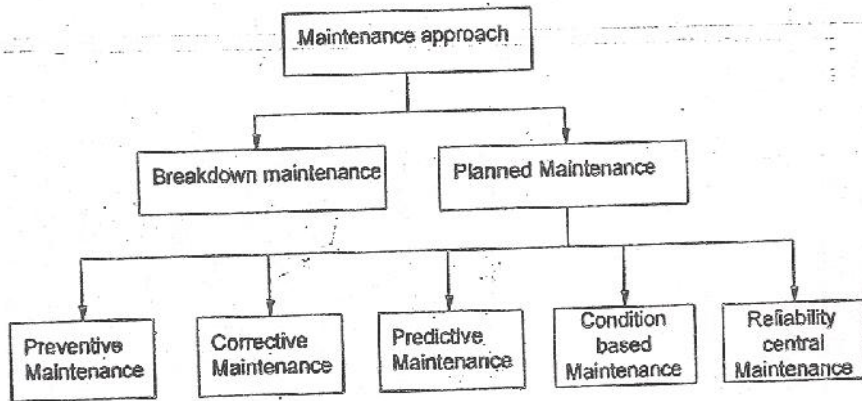 Maintenance approach
Breakdown maintenance
Planned Maintenance
Preventive
Maintenance
Corrective
Maintenance
Predictive
Maintenance
Condition
based
Maintenance
Reliability
central
Maintenance